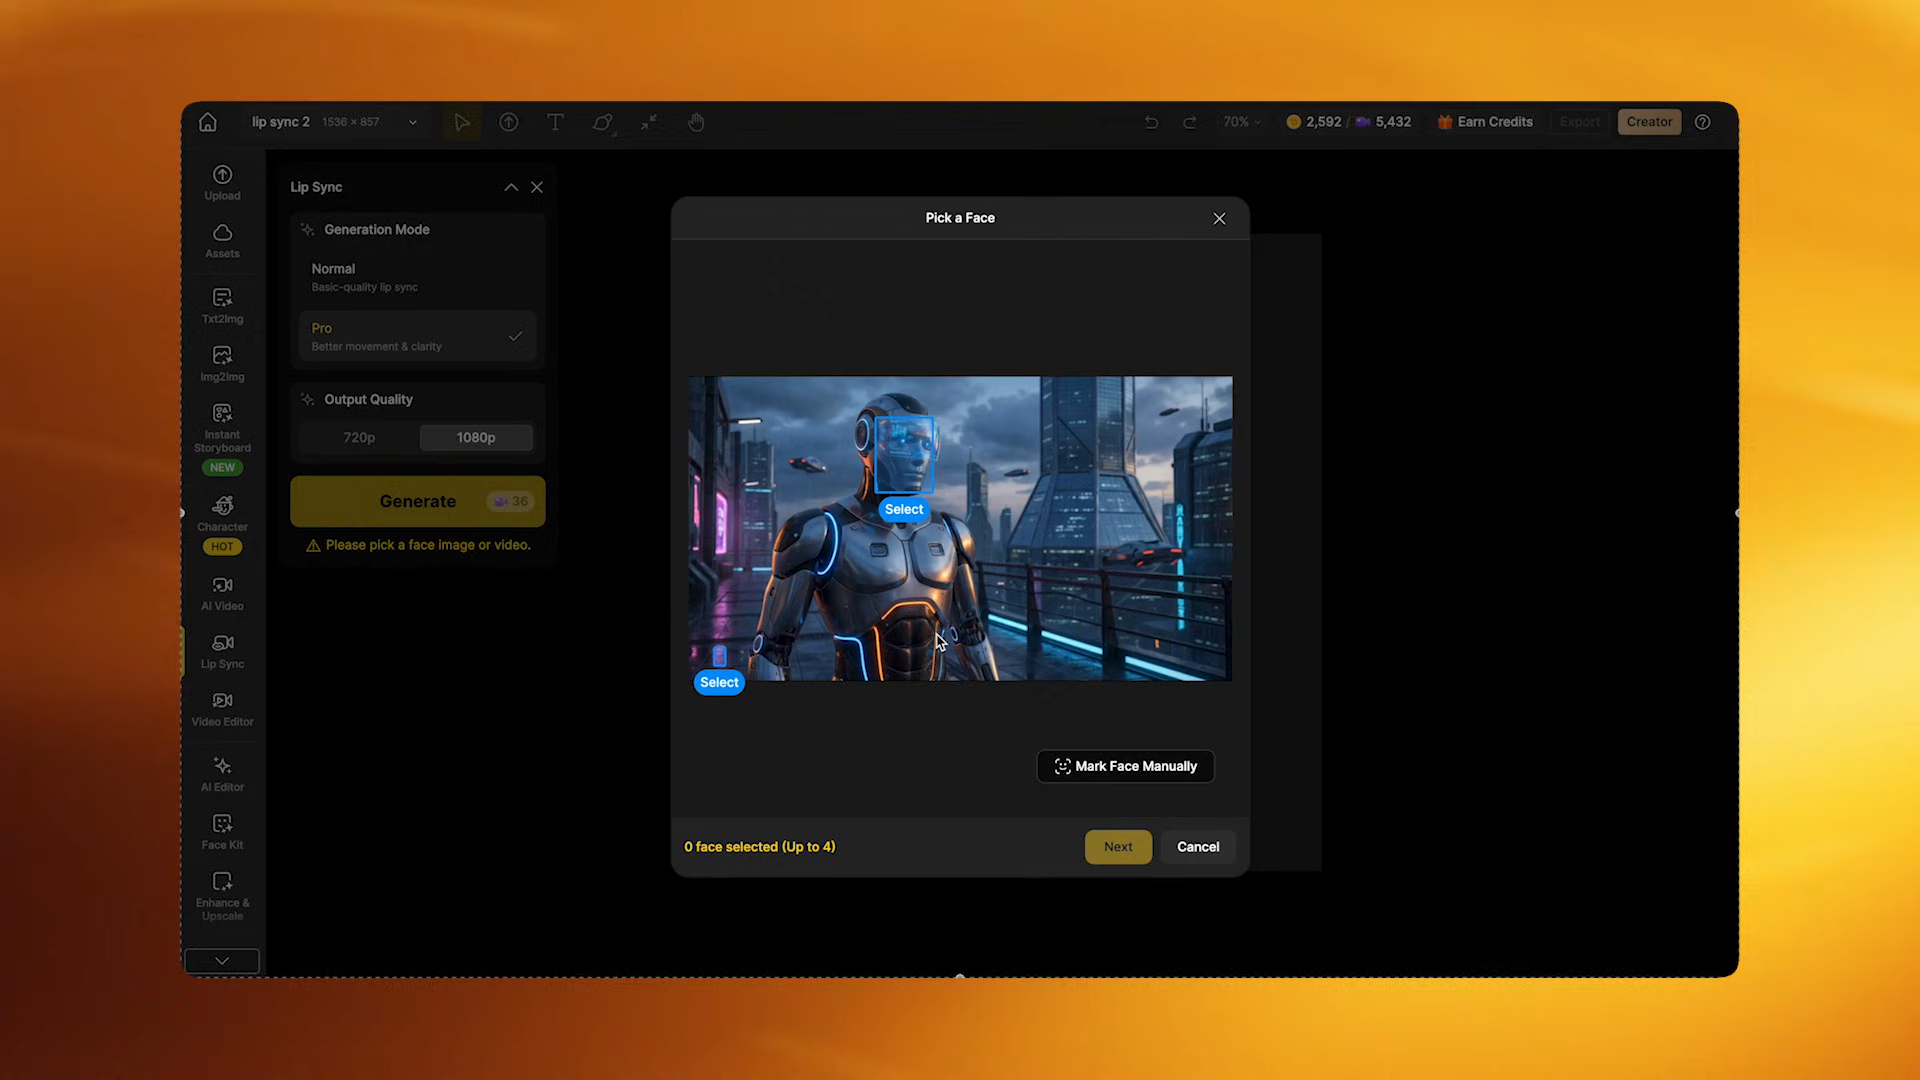 lip sync 2 1536 × 857
70%
2,592 / 5,432
Earn Credits
Export
Creator
Upload
Assets
Txt2Img
Img2Img
Instant
Storyboard
NEW
Character
HOT
AI Video
Lip Sync
Video Editor
AI Editor
Face Kit
Enhance &
Upscale
Lip Sync
Generation Mode
Normal
Basic-quality lip sync
Pro
Better movement & clarity
Output Quality
720p
1080p
Generate 36
Please pick a face image or video.
Pick a Face
Select
Select
Mark Face Manually
0 face selected (Up to 4)
Next
Cancel